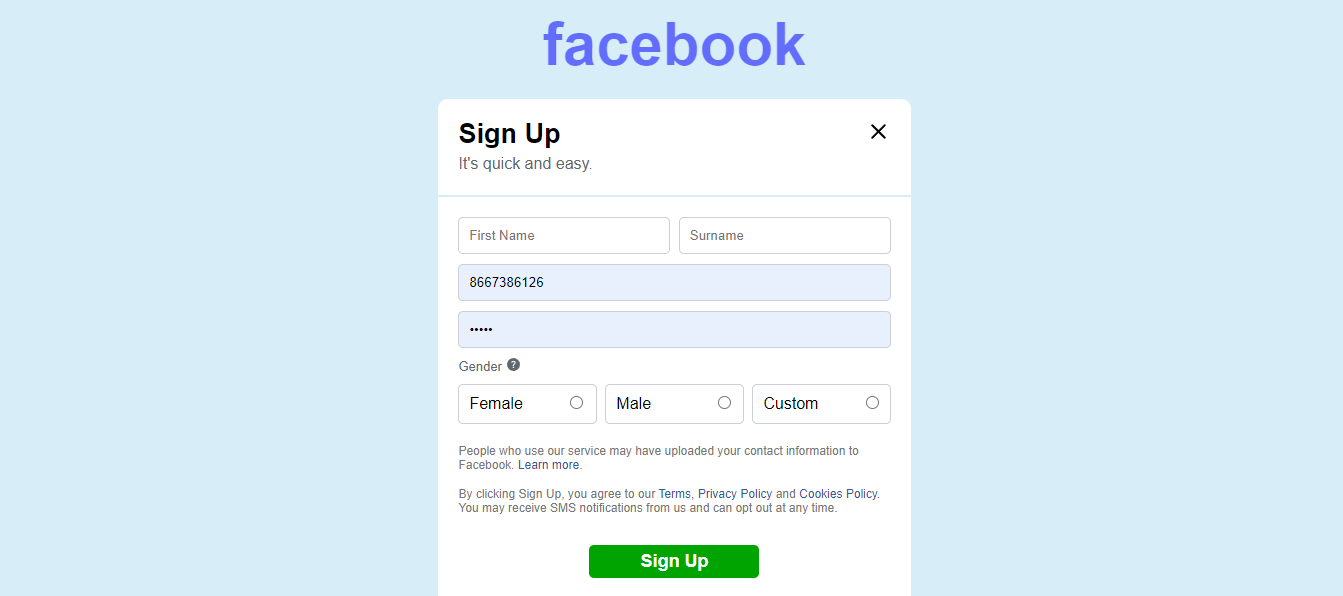 facebook
Sign Up
It's quick and easy.
First Name Surname
8667386126
•••••
Gender ?
Female Male Custom
People who use our service may have uploaded your contact information to
Facebook. Learn more.
By clicking Sign Up, you agree to our Terms, Privacy Policy and Cookies Policy.
You may receive SMS notifications from us and can opt out at any time.
Sign Up